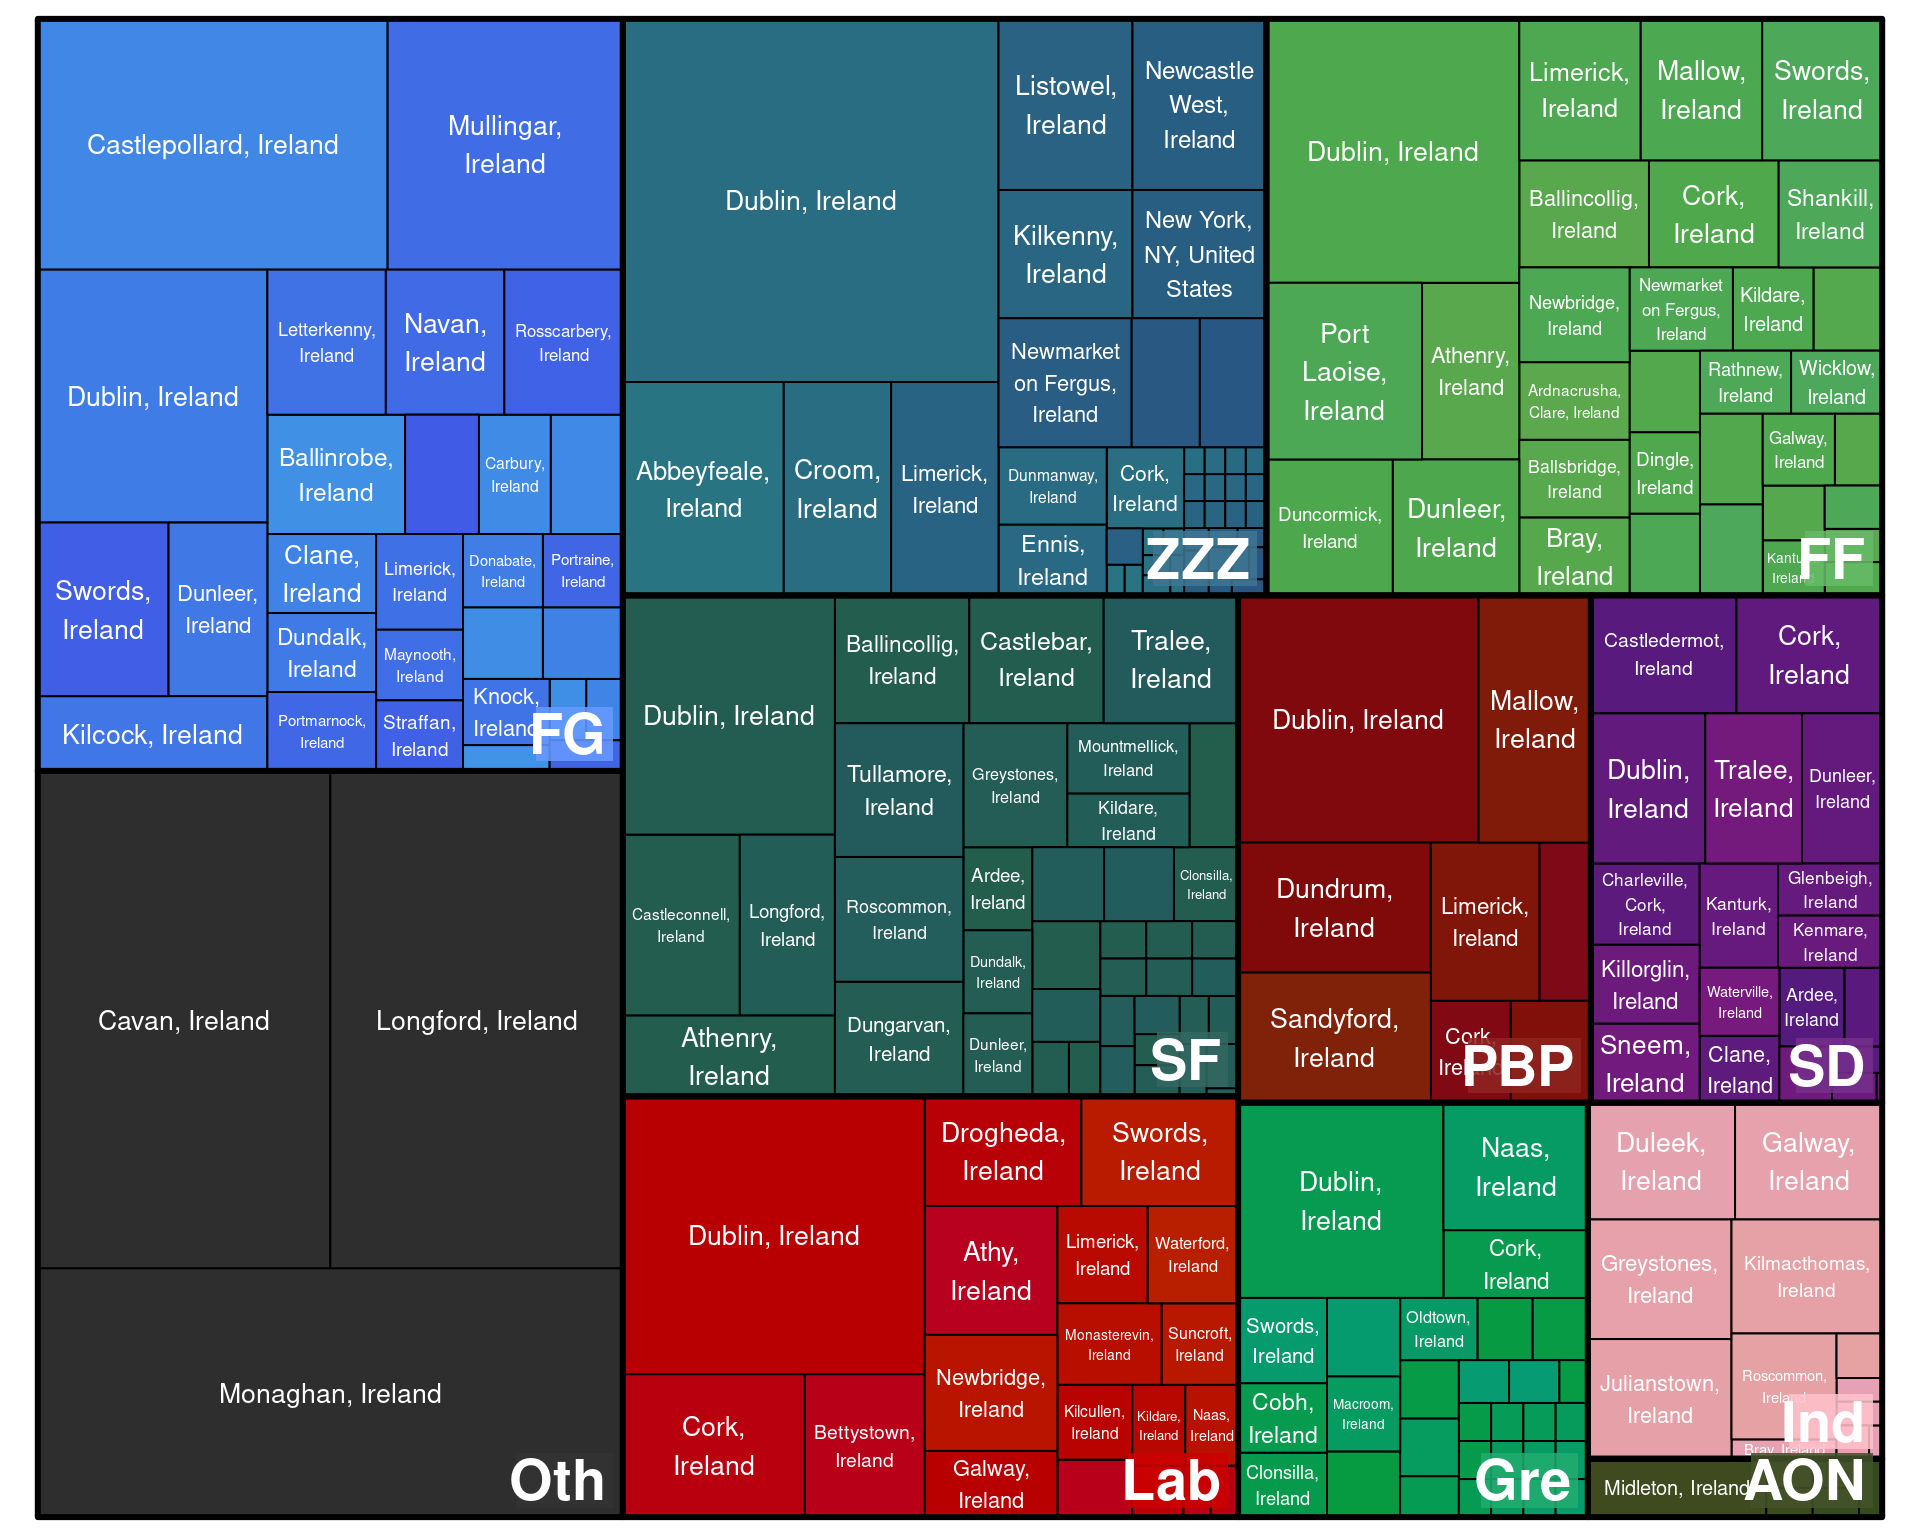 Castlepollard, Ireland
Mullingar,
Ireland
Dublin, Ireland
Letterkenny,
Ireland
Navan,
Ireland
Rosscarbery,
Ireland
Ballinrobe,
Ireland
Carbury,
Ireland
Swords,
Ireland
Dunleer,
Ireland
Clane,
Ireland
Limerick,
Ireland
Donabate,
Ireland
Portraine,
Ireland
Dundalk,
Ireland
Maynooth,
Ireland
Kilcock, Ireland
Portmarnock,
Ireland
Straffan,
Ireland
Knock,
Ireland
FG
Cavan, Ireland
Longford, Ireland
Monaghan, Ireland
Oth
Dublin, Ireland
Listowel,
Ireland
Newcastle
West,
Ireland
Kilkenny,
Ireland
New York,
NY, United
States
Newmarket
on Fergus,
Ireland
Abbeyfeale,
Ireland
Croom,
Ireland
Limerick,
Ireland
Dunmanway,
Ireland
Cork,
Ireland
Ennis,
Ireland
ZZZ
Dublin, Ireland
Limerick,
Ireland
Mallow,
Ireland
Swords,
Ireland
Ballincollig,
Ireland
Cork,
Ireland
Shankill,
Ireland
Port
Laoise,
Ireland
Athenry,
Ireland
Newbridge,
Ireland
Newmarket
on Fergus,
Ireland
Kildare,
Ireland
Ardnacrusha,
Clare, Ireland
Rathnew,
Ireland
Wicklow,
Ireland
Duncormick,
Ireland
Dunleer,
Ireland
Ballsbridge,
Ireland
Dingle,
Ireland
Galway,
Ireland
Bray,
Ireland
Kanturk,
Ireland
FF
Dublin, Ireland
Ballincollig,
Ireland
Castlebar,
Ireland
Tralee,
Ireland
Tullamore,
Ireland
Greystones,
Ireland
Mountmellick,
Ireland
Kildare,
Ireland
Castleconnell,
Ireland
Longford,
Ireland
Roscommon,
Ireland
Ardee,
Ireland
Clonsilla,
Ireland
Dundalk,
Ireland
Athenry,
Ireland
Dungarvan,
Ireland
Dunleer,
Ireland
SF
Dublin, Ireland
Mallow,
Ireland
Dundrum,
Ireland
Limerick,
Ireland
Sandyford,
Ireland
Cork,
Ireland
PBP
Castledermot,
Ireland
Cork,
Ireland
Dublin,
Ireland
Tralee,
Ireland
Dunleer,
Ireland
Charleville,
Cork,
Ireland
Kanturk,
Ireland
Glenbeigh,
Ireland
Kenmare,
Ireland
Killorglin,
Ireland
Waterville,
Ireland
Ardee,
Ireland
Sneem,
Ireland
Clane,
Ireland
SD
Dublin, Ireland
Drogheda,
Ireland
Swords,
Ireland
Athy,
Ireland
Limerick,
Ireland
Waterford,
Ireland
Monasterevin,
Ireland
Suncroft,
Ireland
Newbridge,
Ireland
Cork,
Ireland
Bettystown,
Ireland
Kilcullen,
Ireland
Kildare,
Ireland
Naas,
Ireland
Galway,
Ireland
Lab
Dublin,
Ireland
Naas,
Ireland
Cork,
Ireland
Swords,
Ireland
Oldtown,
Ireland
Cobh,
Ireland
Macroom,
Ireland
Clonsilla,
Ireland
Gre
Duleek,
Ireland
Galway,
Ireland
Greystones,
Ireland
Kilmacthomas,
Ireland
Julianstown,
Ireland
Roscommon,
Ireland
Bray, Ireland
Ind
Midleton, Ireland
AON